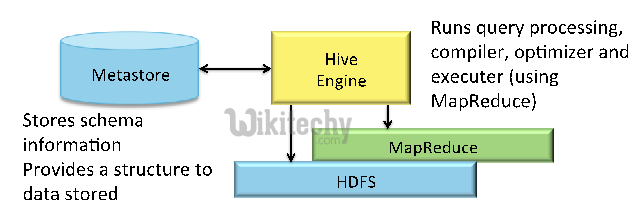 Metastore
Hive
Engine
Runs query processing,
compiler, optimizer and
executer (using
MapReduce)
Stores schema
information
Provides a structure to
data stored
Wikitechy
.com
MapReduce
HDFS